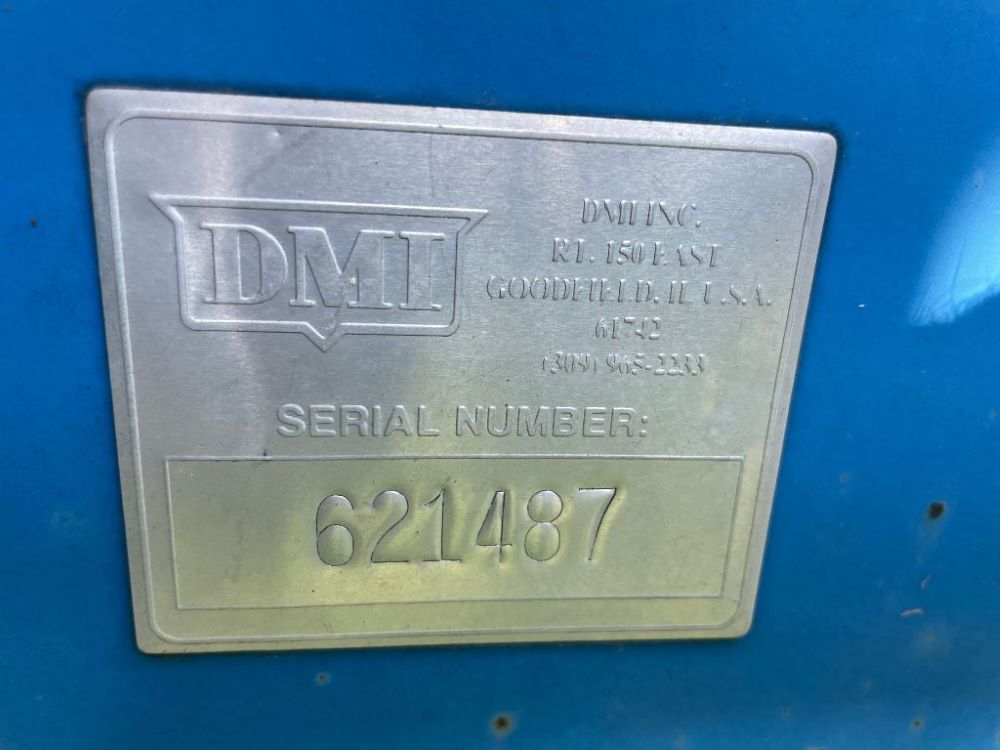 DMI
DMI INC.
RT. 150 EAST
GOODFIELD, IL U.S.A.
61742
(309) 965-2233
SERIAL NUMBER:
621487